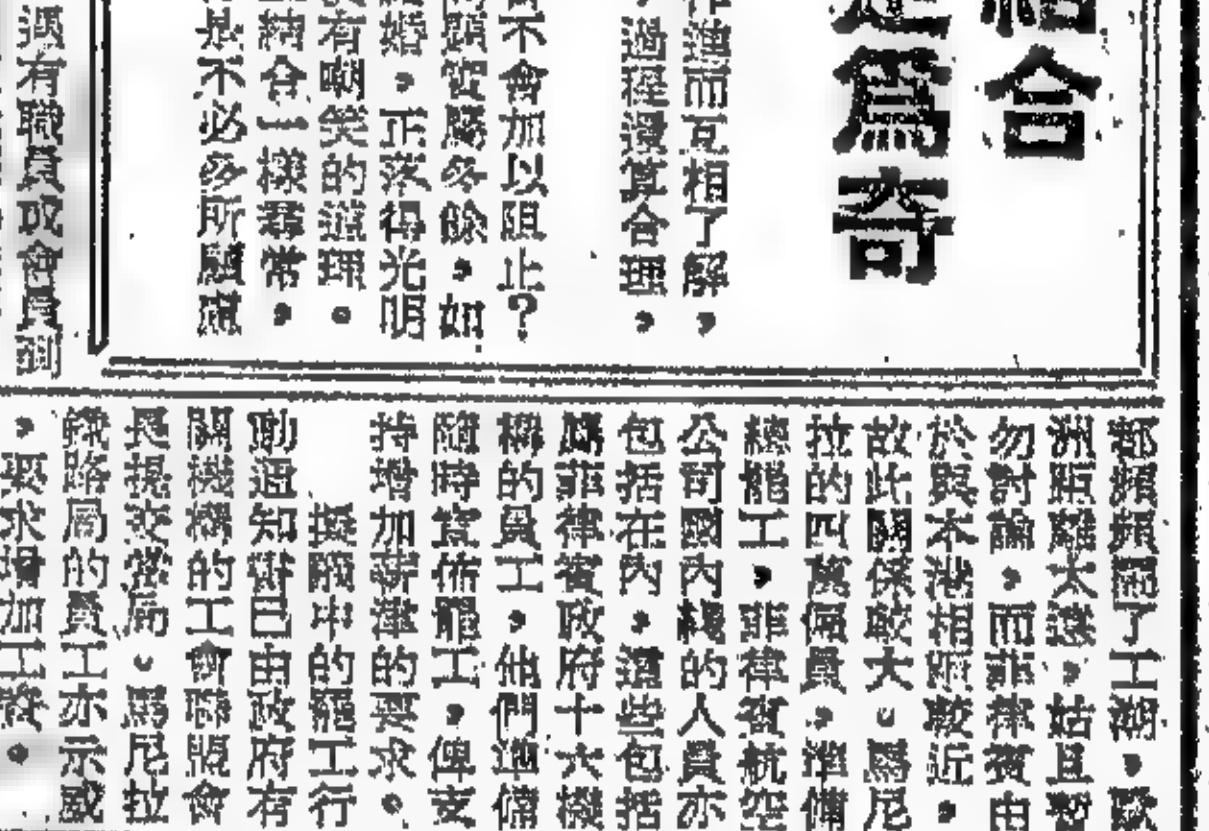 相合
是為奇
而互相了解，
過程還算合理，
不會加以阻止？
願實屬多餘。如
婚，正落得光明
有嘲笑的道理。
結合一樣尋常，
是不必多所顧慮
遇有職員或會員到
都頻頻鬧了工潮，歐
洲距離太遠，姑且暫
勿討論，而菲律賓由
於與本港相距較近，
故此關係較大。馬尼
拉的四萬僱員，準備
總罷工，菲律賓航空
公司國內機的人員亦
包括在內，這些包括
屬菲律賓政府十六機
構的員工，他們準備
隨時宣佈罷工，俾支
持增加薪津的要求。
擬議中的罷工行
動通知書已由政府有
關機構的工會聯盟會
長提交當局。馬尼拉
鐵路局的員工亦示威
，要求增加工資。